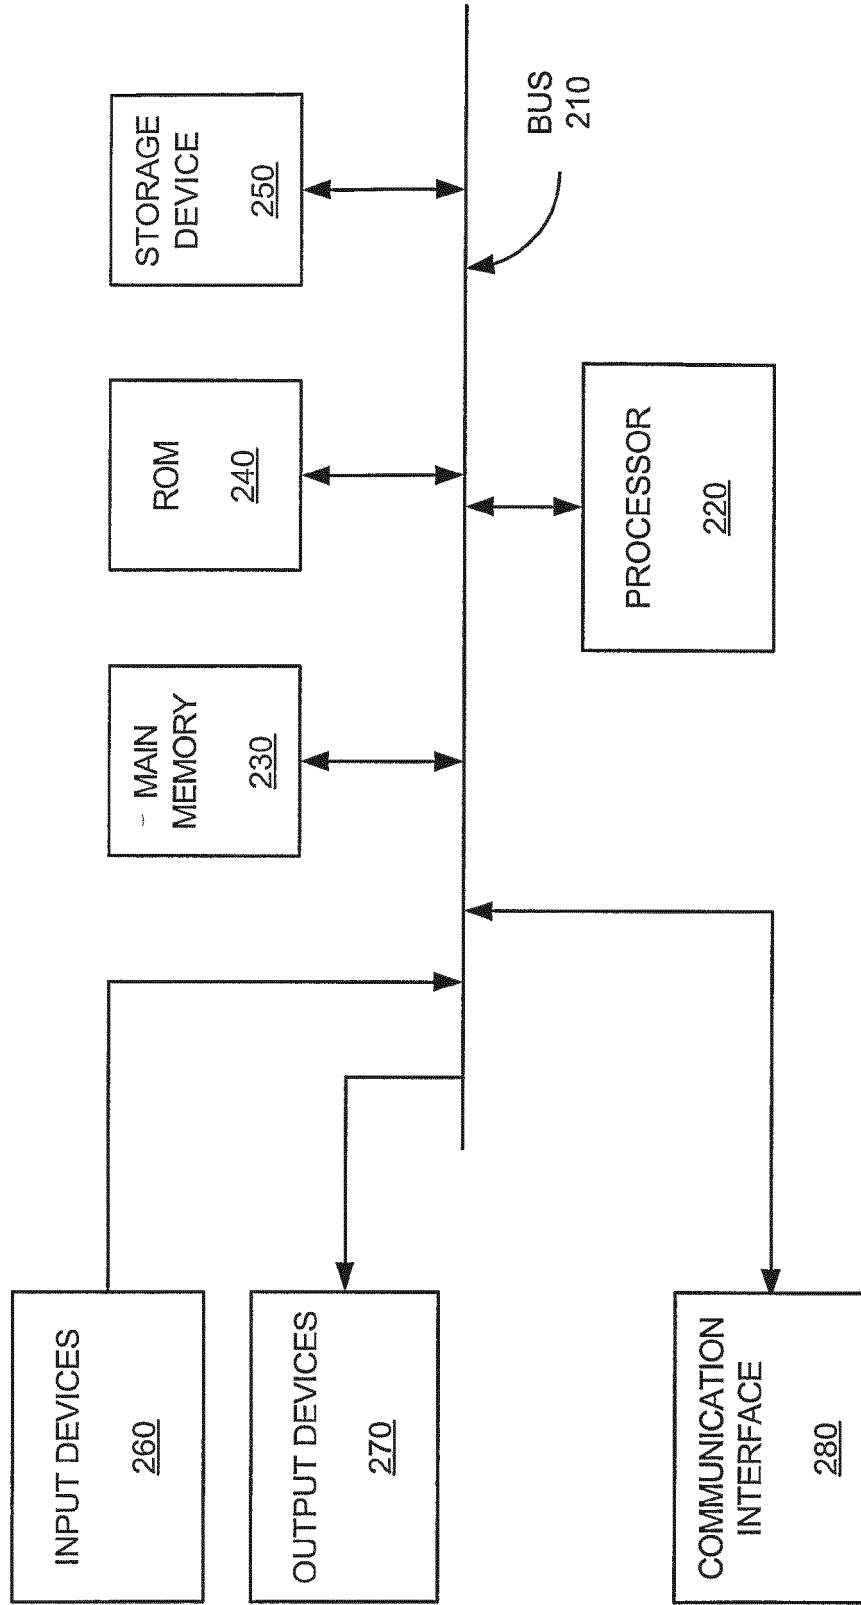 INPUT DEVICES
260
OUTPUT DEVICES
270
COMMUNICATION
INTERFACE
280
MAIN
MEMORY
230
ROM
240
STORAGE
DEVICE
250
PROCESSOR
220
BUS
210